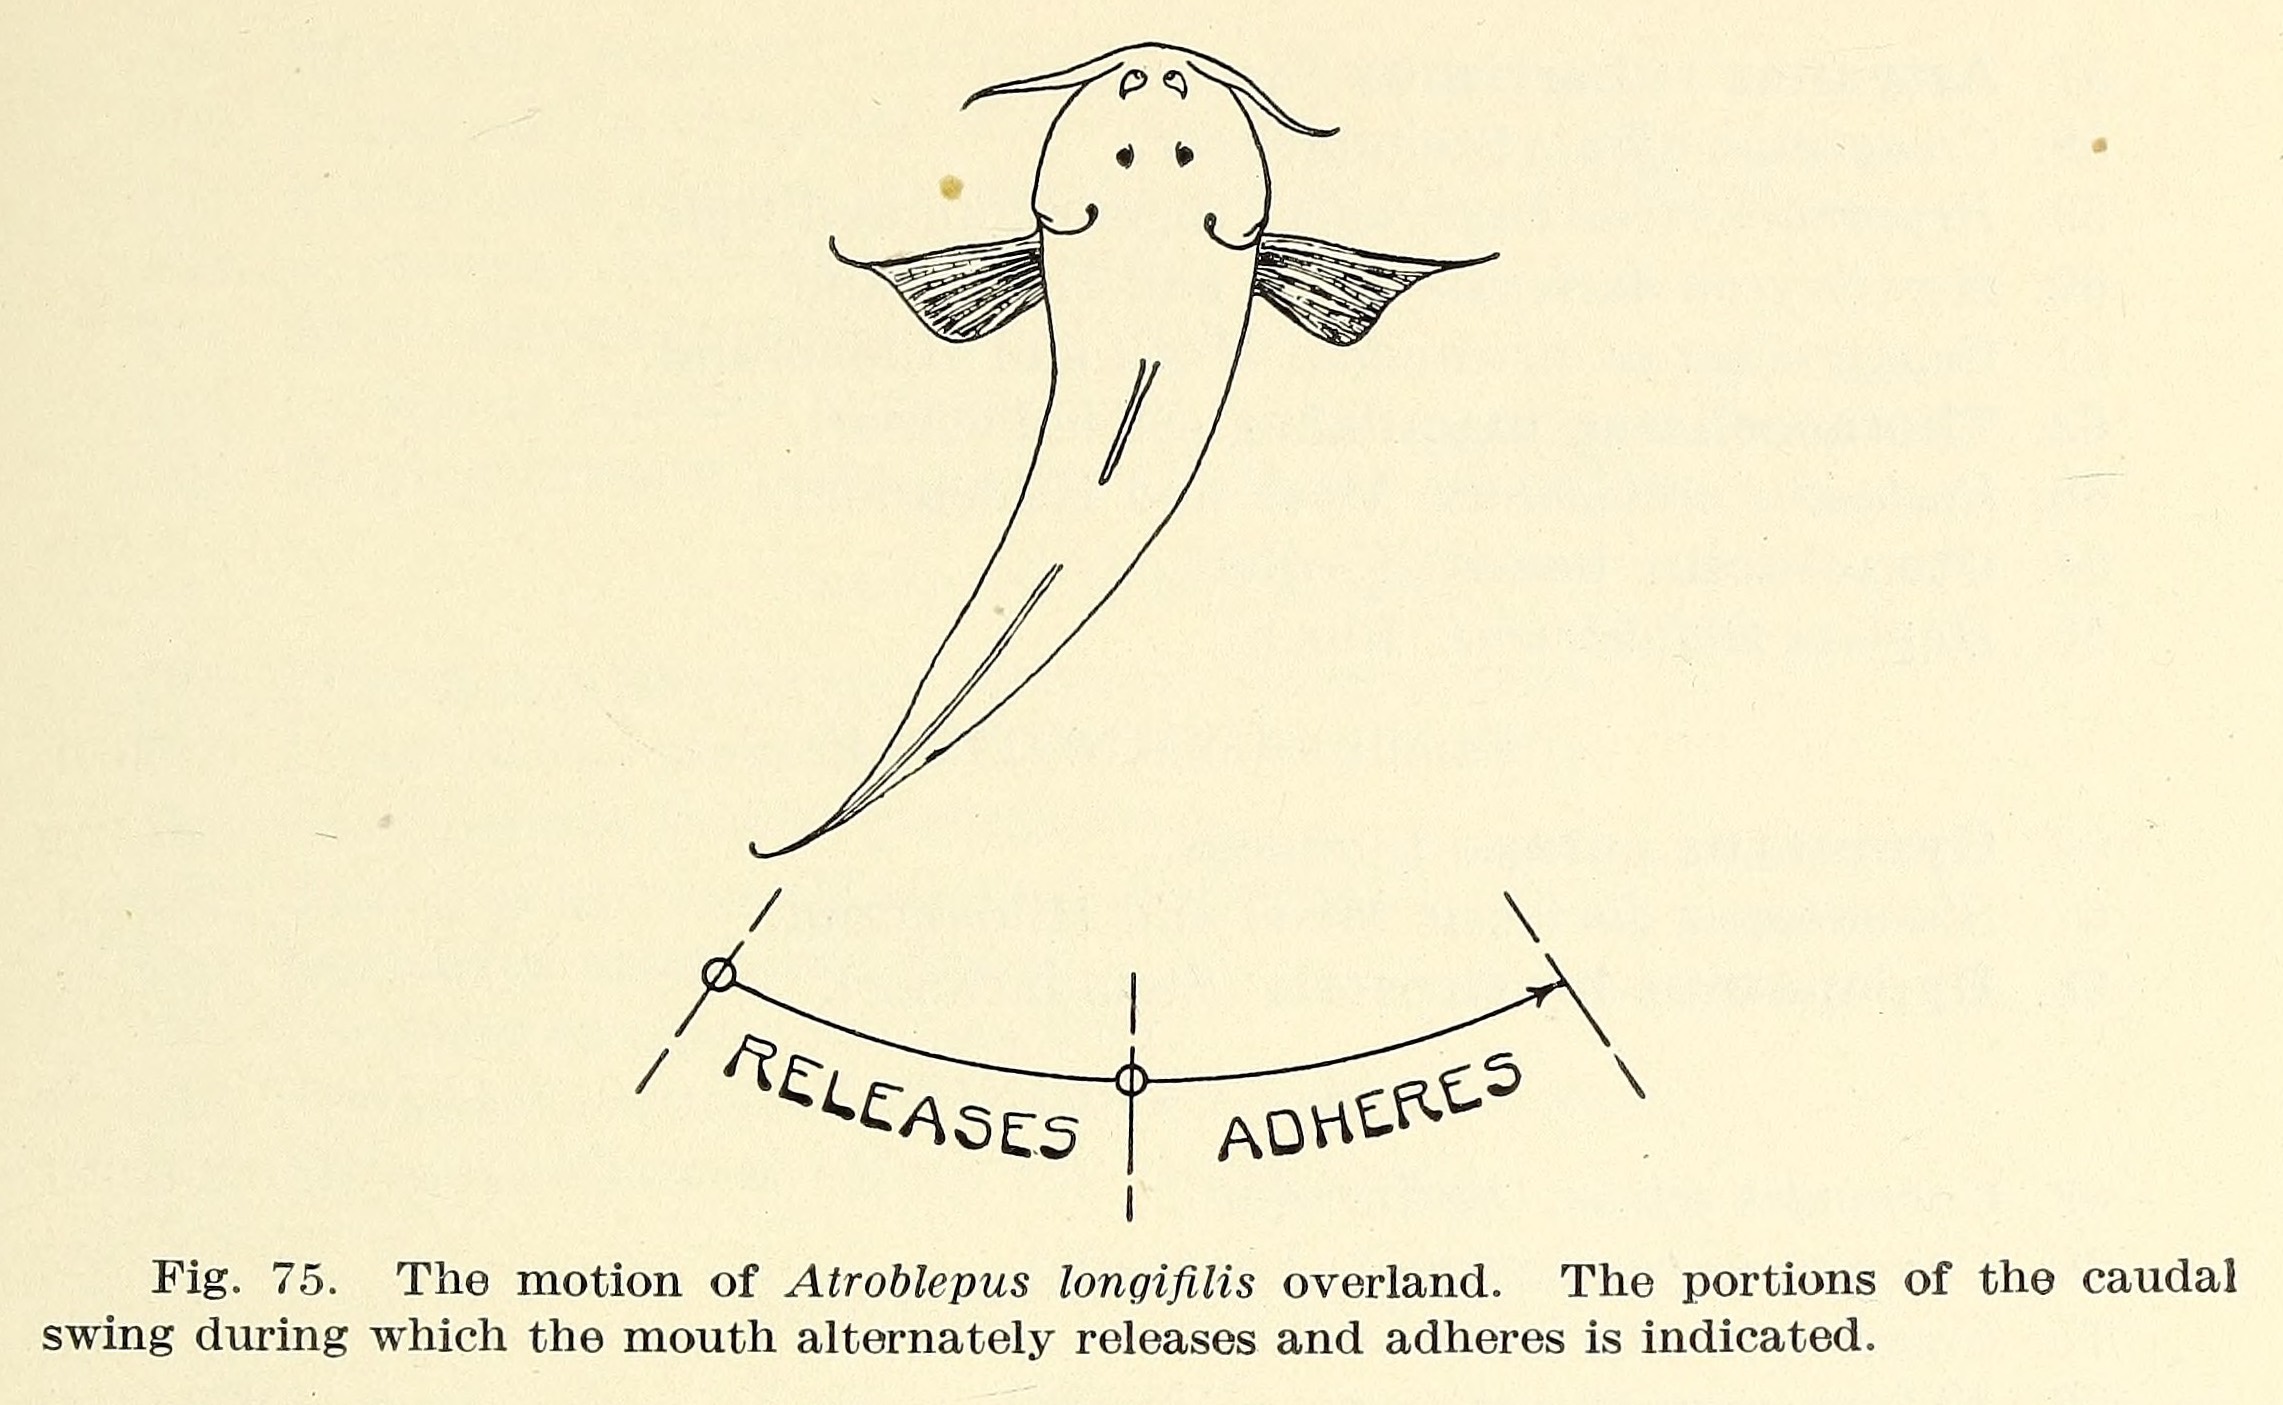 RELEASES
ADHERES
Fig. 75. The motion of Atroblepus longifilis overland. The portions of the caudal
swing during which the mouth alternately releases and adheres is indicated.